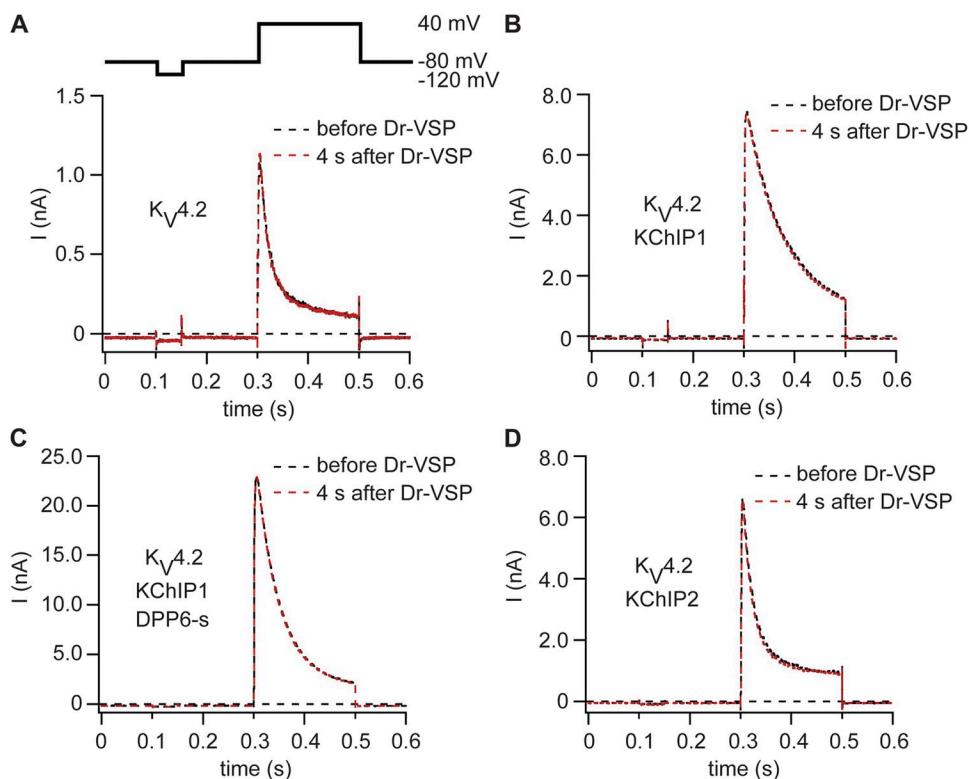 A
40 mV
-80 mV
-120 mV
1.5
1.0
0.5
0
I (nA)
before Dr-VSP
4 s after Dr-VSP
KV4.2
0 0.1 0.2 0.3 0.4 0.5 0.6
time (s)
B
8.0
6.0
4.0
2.0
0
I (nA)
before Dr-VSP
4 s after Dr-VSP
KV4.2
KChIP1
0 0.1 0.2 0.3 0.4 0.5 0.6
time (s)
C
25.0
20.0
15.0
10.0
5.0
0
I (nA)
before Dr-VSP
4 s after Dr-VSP
KV4.2
KChIP1
DPP6-s
0 0.1 0.2 0.3 0.4 0.5 0.6
time (s)
D
8.0
6.0
4.0
2.0
0
I (nA)
before Dr-VSP
4 s after Dr-VSP
KV4.2
KChIP2
0 0.1 0.2 0.3 0.4 0.5 0.6
time (s)